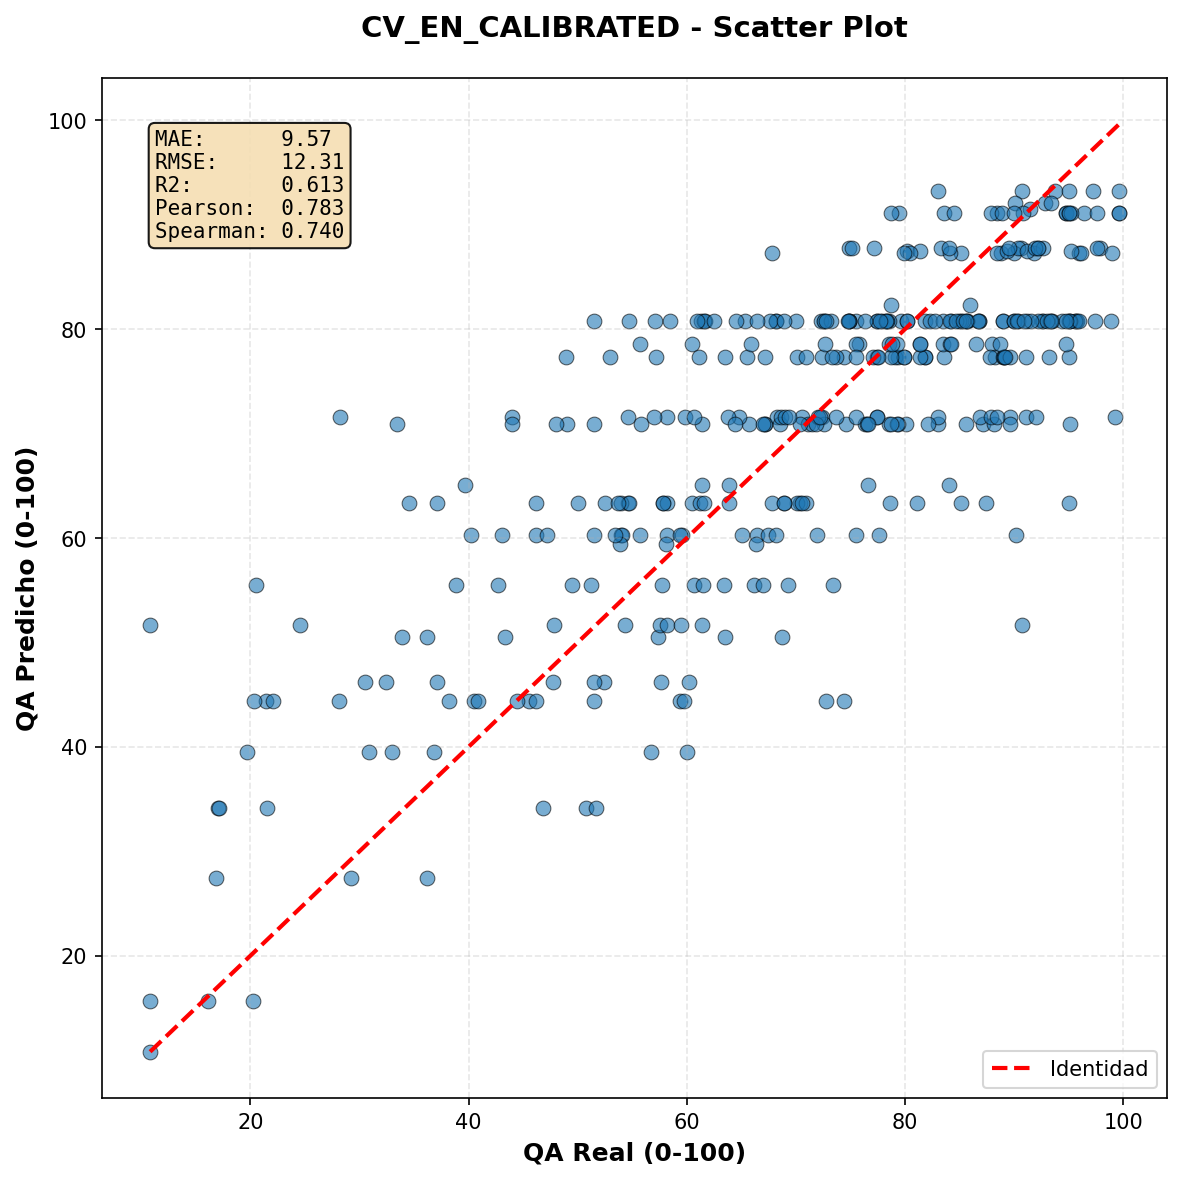 CV_EN_CALIBRATED - Scatter Plot
MAE: 9.57
RMSE: 12.31
R2: 0.613
Pearson: 0.783
Spearman: 0.740
100
80
60
40
20
QA Predicho (0-100)
20 40 60 80 100
QA Real (0-100)
Identidad